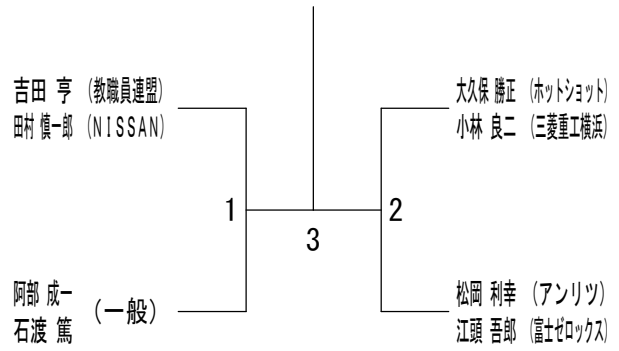 吉田 亨 (教職員連盟)
田村 慎一郎 (NISSAN)
大久保 勝正 (ホットショット)
小林 良二 (三菱重工横浜)
1
2
3
阿部 成一
石渡 篤
(一般)
松岡 利幸 (アンリツ)
江頭 吾郎 (富士ゼロックス)